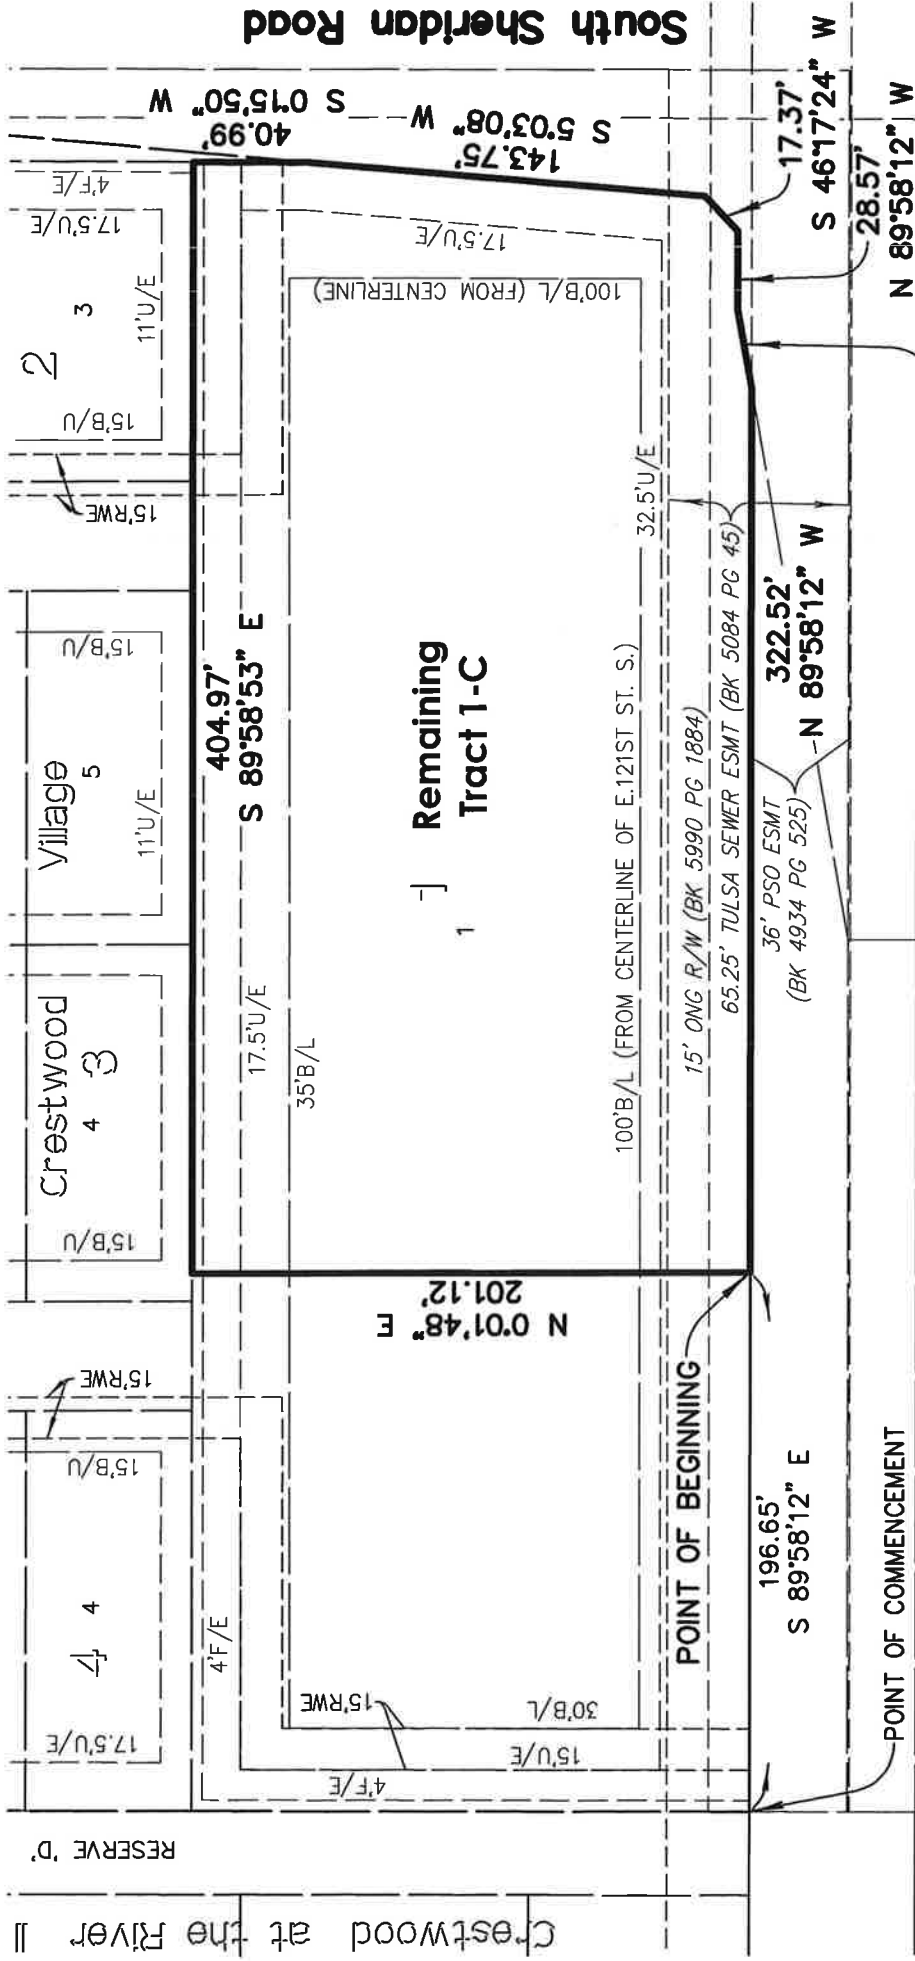 South Sheridan Road
S 0°15'50" W
40.99'
S 5°03'08" W
143.75'
17.37'
S 46°17'24" W
28.57'
N 89°58'12" W
4'F/E
17.5'U/E
11'U/E
2
3
15'B/U
15'RWE
15'B/U
Village
5
11'U/E
Crestwood
4
3
15'B/U
15'RWE
15'B/U
4
4
17.5'U/E
RESERVE 'D'
Crestwood at the River II
404.97'
S 89°58'53" E
17.5'U/E
35'B/L
17.5'U/E
100'B/L (FROM CENTERLINE)
Remaining
Tract 1-C
1
1
32.5'U/E
100'B/L (FROM CENTERLINE OF E.121ST ST. S.)
15' ONG R/W (BK 5990 PG 1884)
65.25' TULSA SEWER ESMT (BK 5084 PG 45)
36' PSO ESMT
(BK 4934 PG 525)
322.52'
N 89°58'12" W
N 0°01'48" E
201.12'
4'F/E
15'RWE
30'B/L
15'U/E
4'F/E
POINT OF BEGINNING
196.65'
S 89°58'12" E
POINT OF COMMENCEMENT